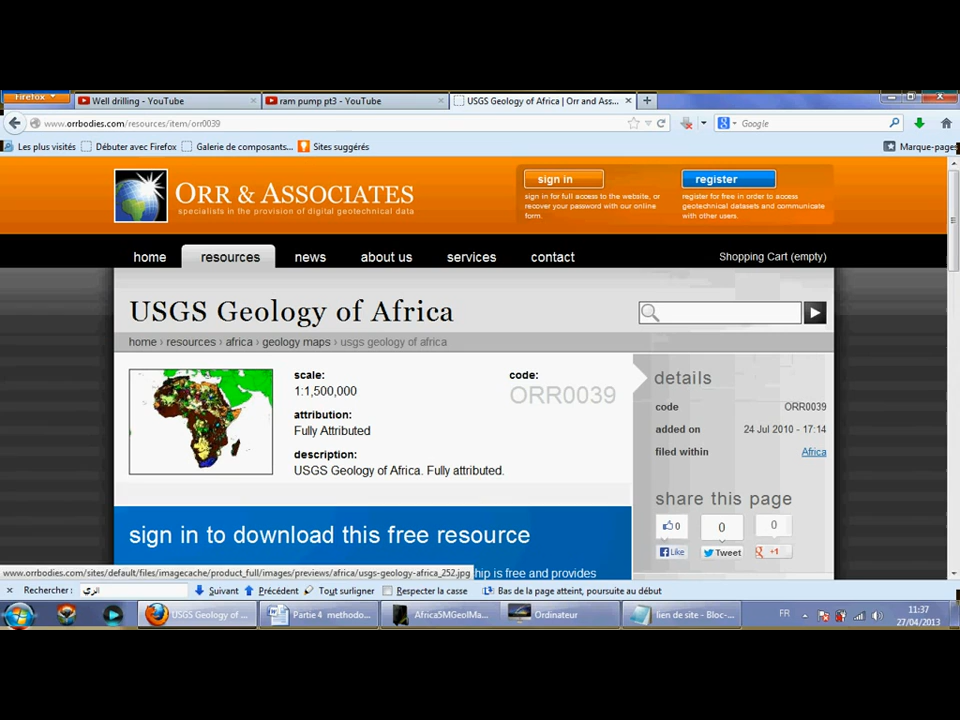 Firefox
Well drilling - YouTube
ram pump pt3 - YouTube
USGS Geology of Africa | Orr and Ass...
www.orrbodies.com/resources/item/orr0039
Google
Les plus visités
Débuter avec Firefox
Galerie de composants...
Sites suggérés
Marque-pages
ORR & ASSOCIATES
specialists in the provision of digital geotechnical data
sign in
sign in for full access to the website, or
recover your password with our online
form.
register
register for free in order to access
geotechnical datasets and communicate
with other users.
home
resources
news
about us
services
contact
Shopping Cart (empty)
USGS Geology of Africa
home › resources › africa › geology maps › usgs geology of africa
scale:
1:1,500,000
attribution:
Fully Attributed
description:
USGS Geology of Africa. Fully attributed.
code:
ORR0039
details
code ORR0039
added on 24 Jul 2010 - 17:14
filed within Africa
share this page
0
Like
0
Tweet
0
+1
sign in to download this free resource
www.orrbodies.com/sites/default/files/imagecache/product_full/images/previews/africa/usgs-geology-africa_252.jpg
hip is free and provides
Rechercher :
الري
Suivant
Précédent
Tout surligner
Respecter la casse
Bas de la page atteint, poursuite au début
USGS Geology of ...
Partie 4 methodo...
AfricaSMGeolMa...
Ordinateur
lien de site - Bloc-...
FR
11:37
27/04/2013